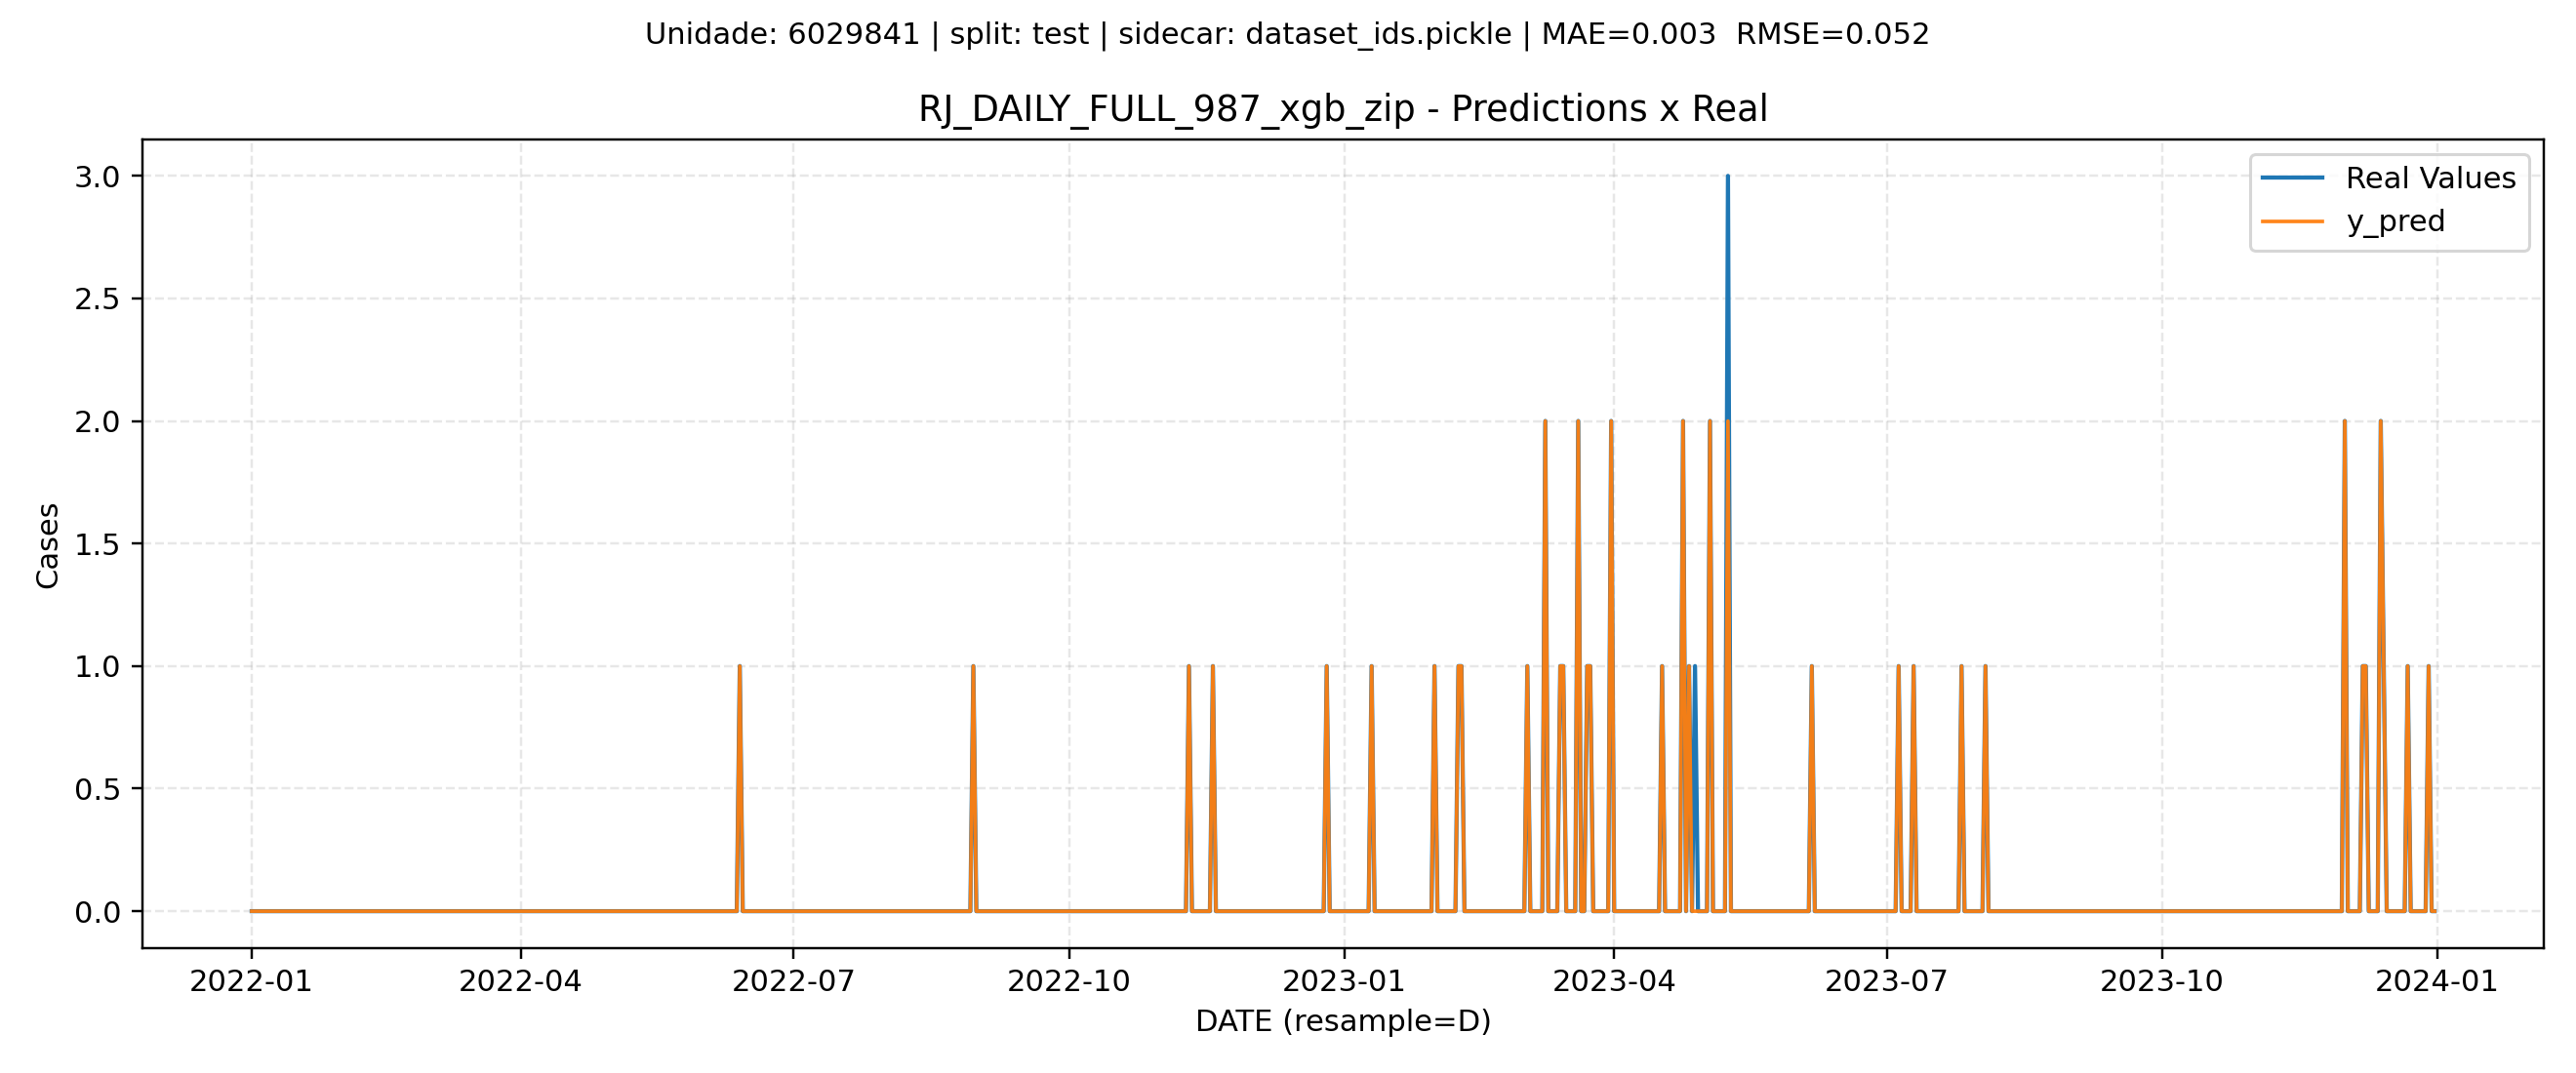 Unidade: 6029841 | split: test | sidecar: dataset_ids.pickle | MAE=0.003  RMSE=0.052
RJ_DAILY_FULL_987_xgb_zip - Predictions x Real
Real Values
y_pred
Cases
3.0
2.5
2.0
1.5
1.0
0.5
0.0
2022-01 2022-04 2022-07 2022-10 2023-01 2023-04 2023-07 2023-10 2024-01
DATE (resample=D)